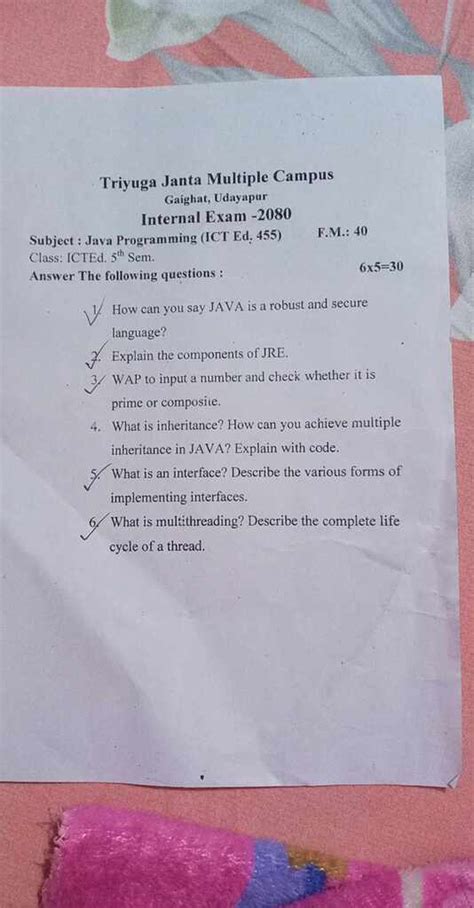 Triyuga Janta Multiple Campus
Gaighat, Udayapur
Internal Exam -2080
Subject : Java Programming (ICT Ed. 455) F.M.: 40
Class: ICTEd. 5th Sem.
Answer The following questions : 6x5=30
1. How can you say JAVA is a robust and secure
language?
2. Explain the components of JRE.
3. WAP to input a number and check whether it is
prime or composite.
4. What is inheritance? How can you achieve multiple
inheritance in JAVA? Explain with code.
5. What is an interface? Describe the various forms of
implementing interfaces.
6. What is multithreading? Describe the complete life
cycle of a thread.